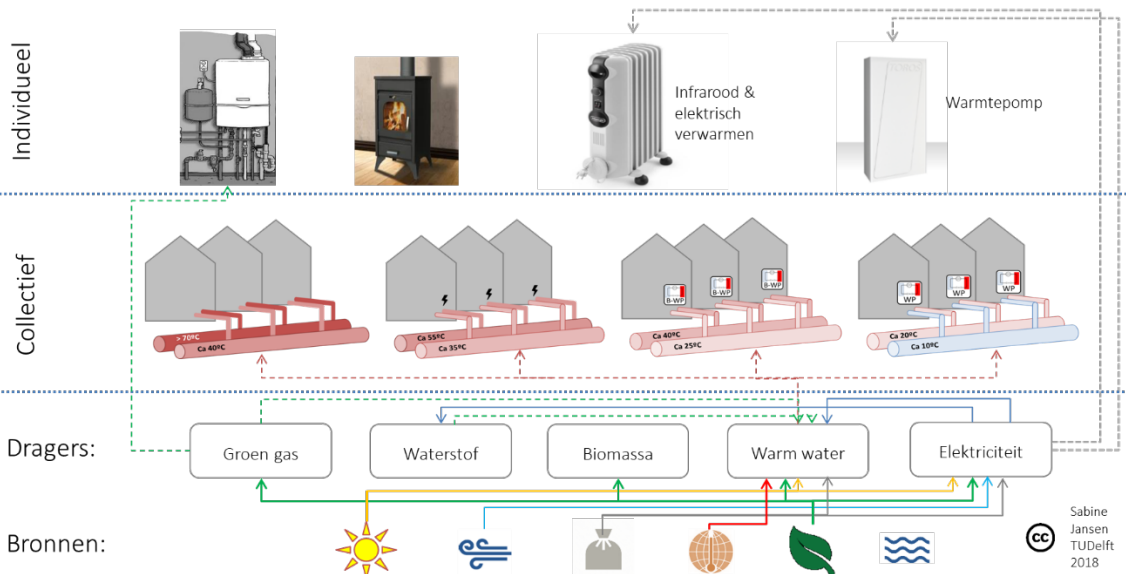 Individueel
Infrarood &
elektrisch
verwarmen
Warmtepomp
Collectief
> 70ºC
Ca 40ºC
Ca 55ºC
Ca 35ºC
B-WP
B-WP
B-WP
Ca 40ºC
Ca 25ºC
WP
WP
WP
Ca 20ºC
Ca 10ºC
Dragers:
Groen gas
Waterstof
Biomassa
Warm water
Elektriciteit
Bronnen:
cc
Sabine
Jansen
TUDelft
2018